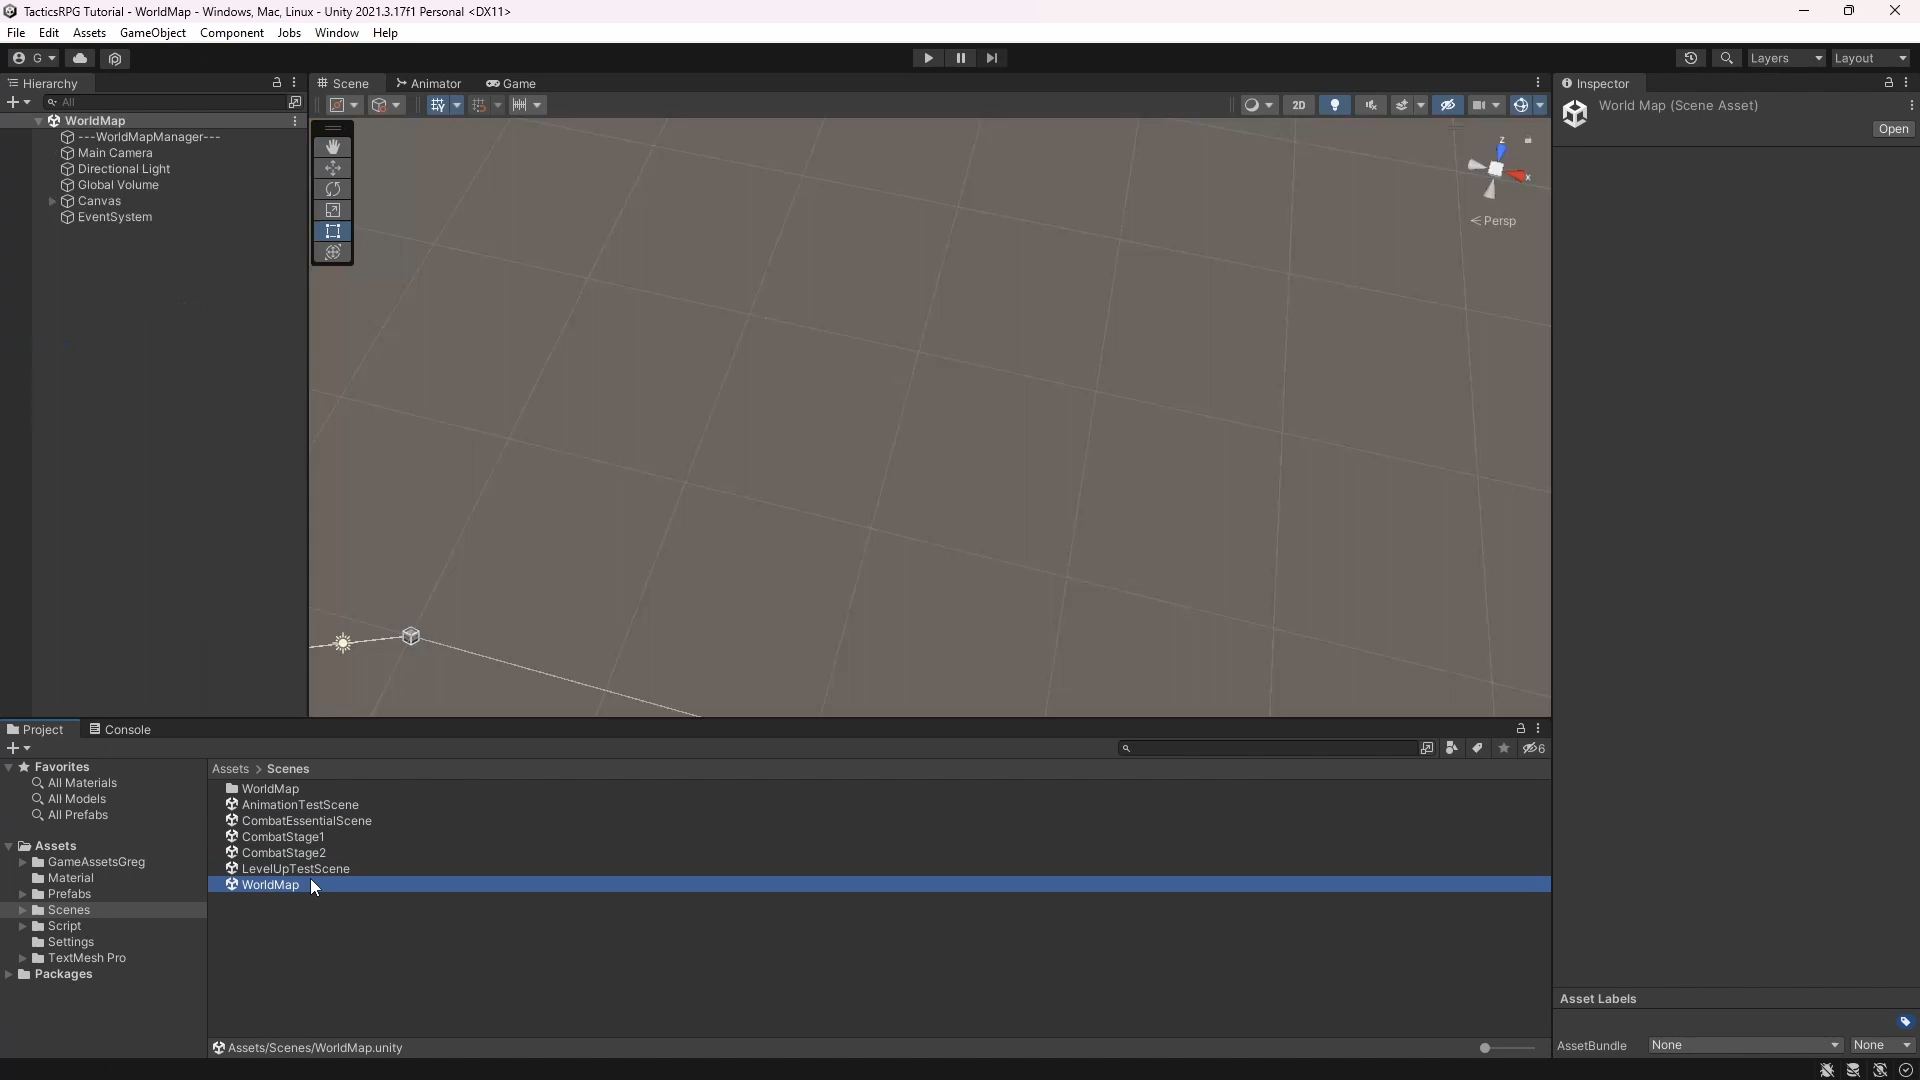 TacticsRPG Tutorial - WorldMap - Windows, Mac, Linux - Unity 2021.3.17f1 Personal <DX11>
File Edit Assets GameObject Component Jobs Window Help
G Layers Layout
Hierarchy Scene Animator Game Inspector
All 2D World Map (Scene Asset)
Open
WorldMap
---WorldMapManager---
Main Camera
Directional Light
Global Volume
Canvas
EventSystem
z
x
< Persp
Project Console
6
Favorites
All Materials
All Models
All Prefabs
Assets
GameAssetsGreg
Material
Prefabs
Scenes
Script
Settings
TextMesh Pro
Packages
Assets > Scenes
WorldMap
AnimationTestScene
CombatEssentialScene
CombatStage1
CombatStage2
LevelUpTestScene
WorldMap
Assets/Scenes/WorldMap.unity
Asset Labels
AssetBundle None None